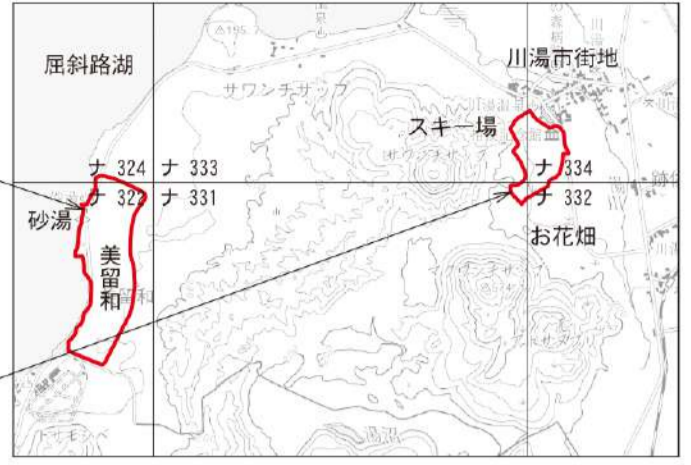 屈斜路湖
川湯市街地
サワンチサップ
スキー場
ナ 324
ナ 333
ナ 334
ナ 322
ナ 331
ナ 332
砂湯
お花畑
美留和